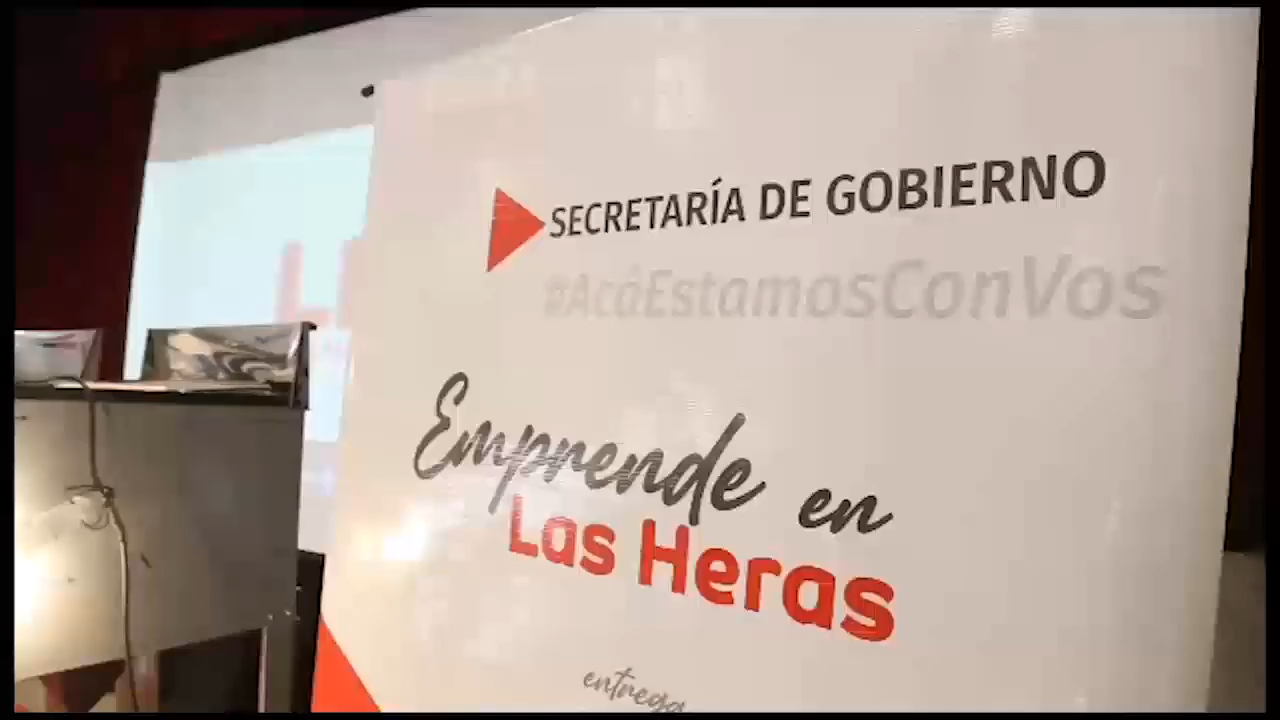 SECRETARÍA DE GOBIERNO
#AcáEstamosConVos
Emprende en
Las Heras
entrega